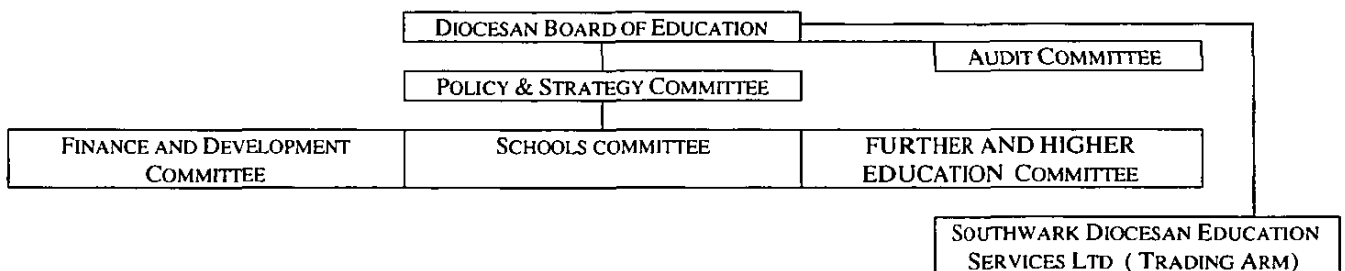 DIOCESAN BOARD OF EDUCATION
AUDIT COMMITTEE
POLICY & STRATEGY COMMITTEE
FINANCE AND DEVELOPMENT
COMMITTEE
SCHOOLS COMMITTEE
FURTHER AND HIGHER
EDUCATION COMMITTEE
SOUTHWARK DIOCESAN EDUCATION
SERVICES LTD ( TRADING ARM)